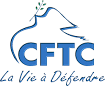 CFTC
La Vie à Défendre